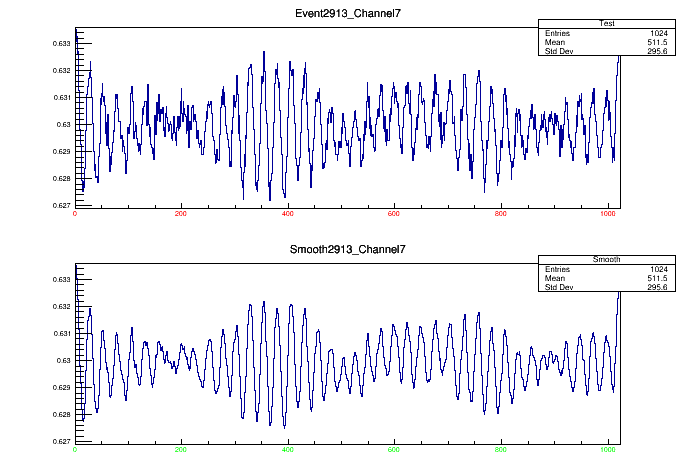 Event2913_Channel7
Test
Entries 1024
Mean 511.5
Std Dev 295.6
0.633
0.632
0.631
0.63
0.629
0.628
0.627
0 200 400 600 800 1000
Smooth2913_Channel7
Smooth
Entries 1024
Mean 511.5
Std Dev 295.6
0.633
0.632
0.631
0.63
0.629
0.628
0.627
0 200 400 600 800 1000